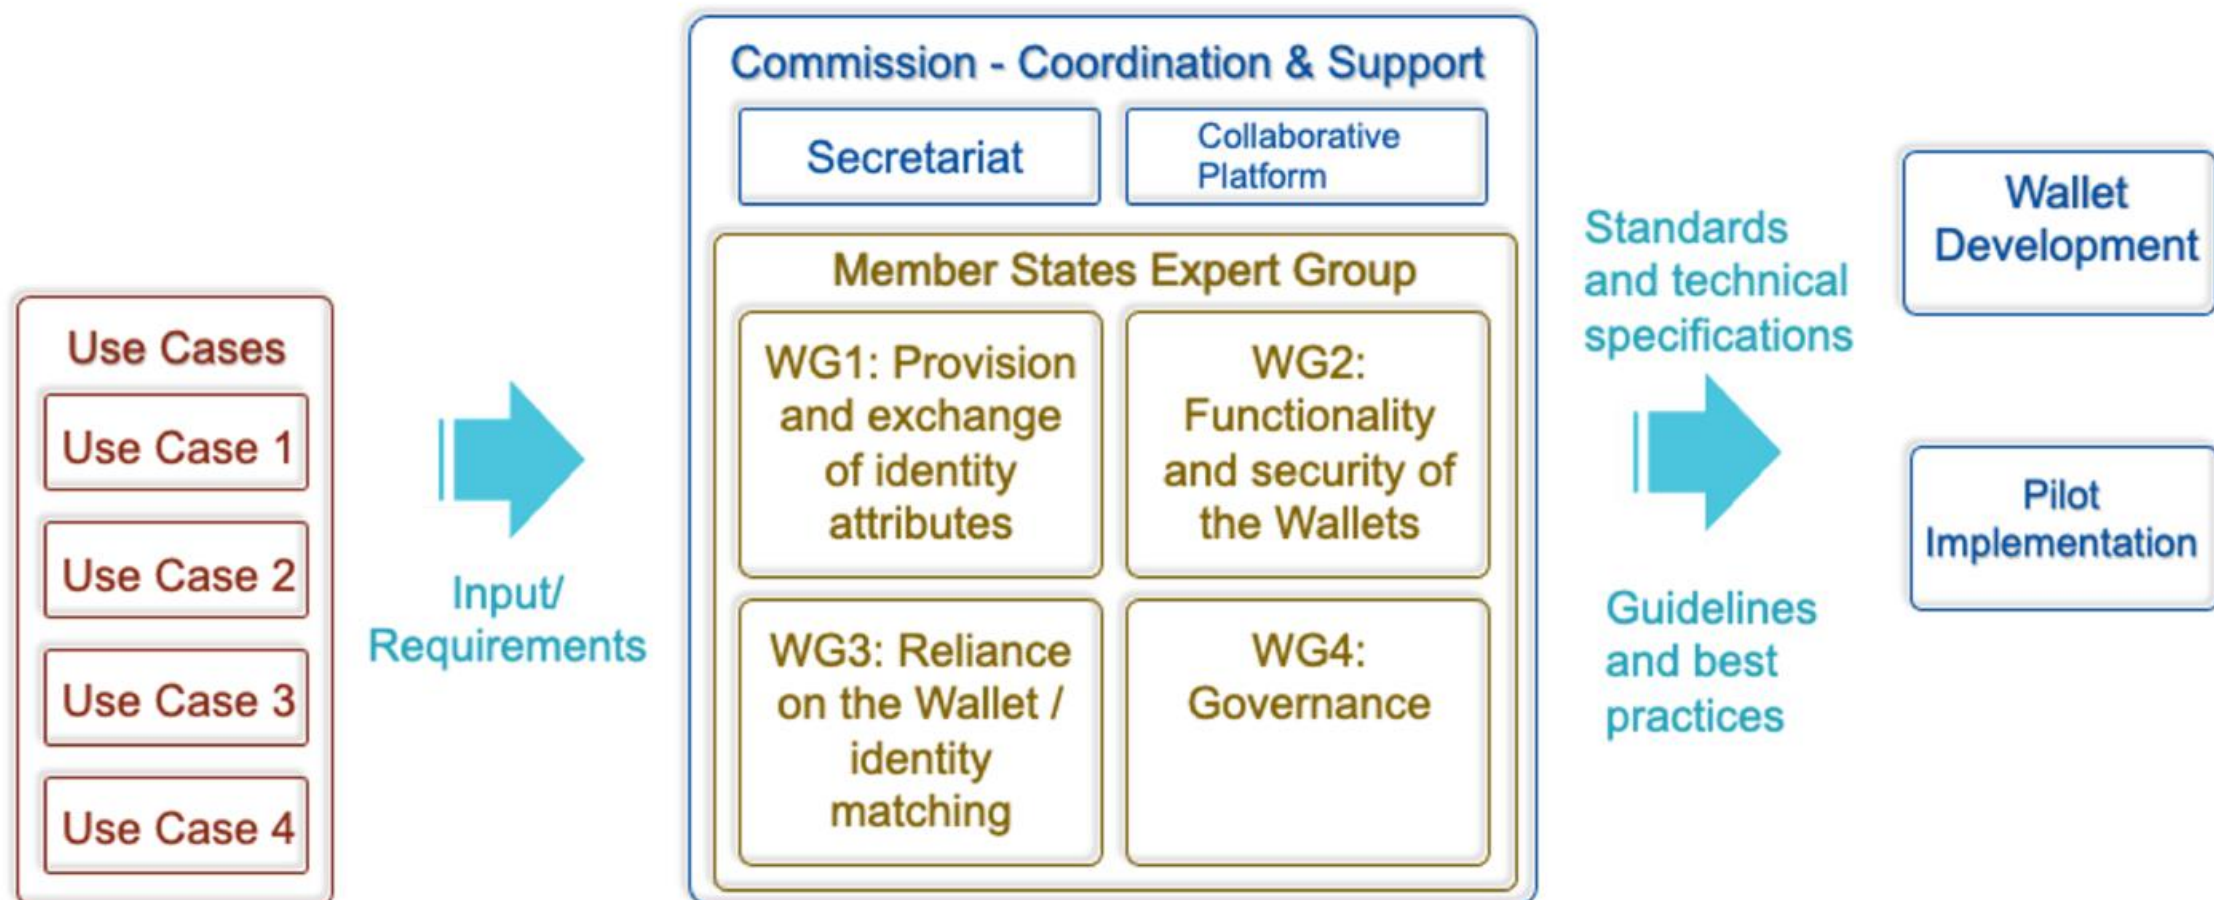 Use Cases
Use Case 1
Use Case 2
Use Case 3
Use Case 4
Input/
Requirements
Commission - Coordination & Support
Secretariat
Collaborative
Platform
Member States Expert Group
WG1: Provision
and exchange
of identity
attributes
WG2:
Functionality
and security of
the Wallets
WG3: Reliance
on the Wallet /
identity
matching
WG4:
Governance
Standards
and technical
specifications
Guidelines
and best
practices
Wallet
Development
Pilot
Implementation